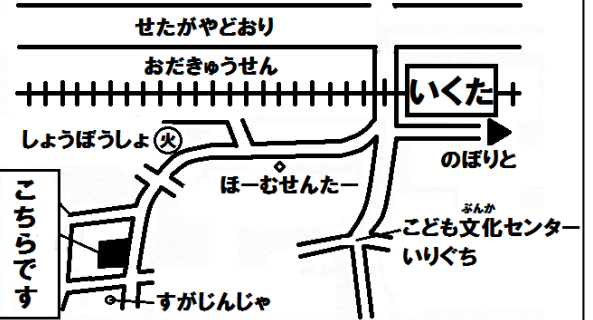 せたがやどおり
おだきゅうせん
いくた
しょうぼうしょ 火
のぼりと
ほーむせんたー
こちらです
ぶんか
こども文化センター
いりぐち
すがじんじゃ